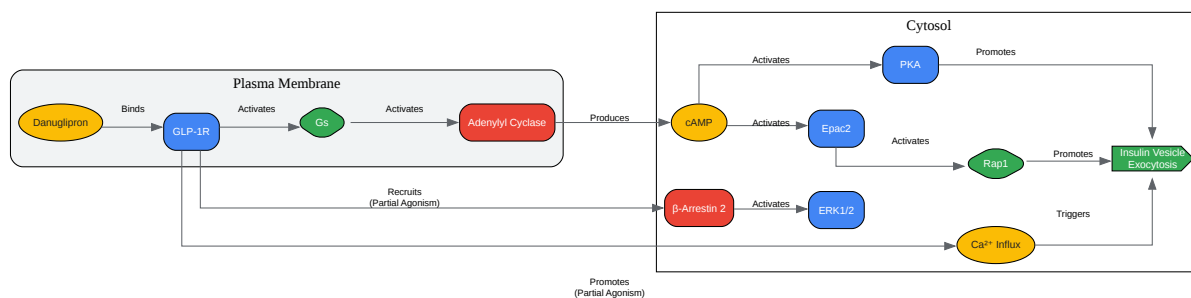 Cytosol
Plasma Membrane
Danuglipron
Binds
GLP-1R
Activates
Gs
Activates
Adenylyl Cyclase
Produces
cAMP
Activates
PKA
Promotes
Activates
Epac2
Activates
Rap1
Promotes
Insulin Vesicle
Exocytosis
Recruits
(Partial Agonism)
β-Arrestin 2
Activates
ERK1/2
Triggers
Ca²⁺ Influx
Promotes
(Partial Agonism)